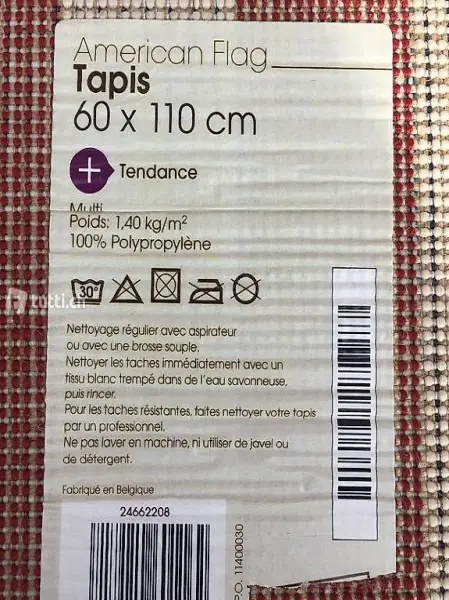 American Flag
Tapis
60 x 110 cm
+ Tendance
Multi
Poids: 1,40 kg/m²
100% Polypropylène
30°
tutti.ch
Nettoyage régulier avec aspirateur
ou avec une brosse souple.
Nettoyer les taches immédiatement avec un
tissu blanc trempé dans de l'eau savonneuse,
puis rincer.
Pour les taches résistantes, faites nettoyer votre tapis
par un professionnel.
Ne pas laver en machine, ni utiliser de javel ou
de détergent.
Fabriqué en Belgique
24662208
P.O. 11400030